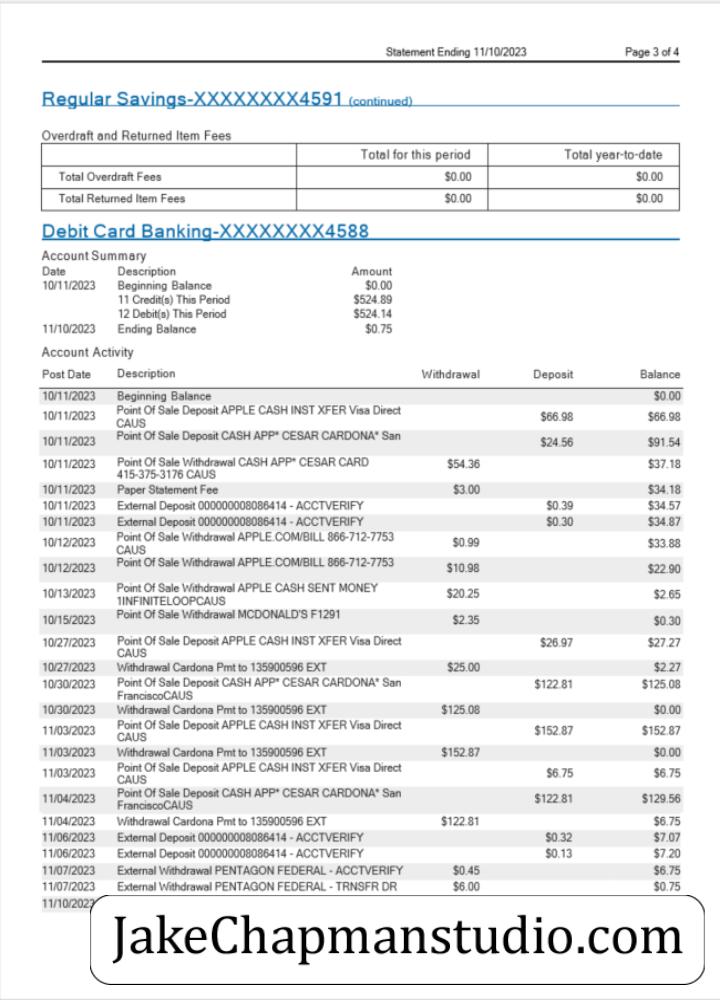 Statement Ending 11/10/2023 Page 3 of 4
Regular Savings-XXXXXXXX4591 (continued)
Overdraft and Returned Item Fees
Total for this period Total year-to-date
Total Overdraft Fees $0.00 $0.00
Total Returned Item Fees $0.00 $0.00
Debit Card Banking-XXXXXXXX4588
Account Summary
Date Description Amount
10/11/2023 Beginning Balance $0.00
11 Credit(s) This Period $524.89
12 Debit(s) This Period $524.14
11/10/2023 Ending Balance $0.75
Account Activity
Post Date Description Withdrawal Deposit Balance
10/11/2023 Beginning Balance $0.00
10/11/2023 Point Of Sale Deposit APPLE CASH INST XFER Visa Direct $66.98 $66.98
CAUS
10/11/2023 Point Of Sale Deposit CASH APP* CESAR CARDONA* San $24.56 $91.54
10/11/2023 Point Of Sale Withdrawal CASH APP* CESAR CARD $54.36 $37.18
415-375-3176 CAUS
10/11/2023 Paper Statement Fee $3.00 $34.18
10/11/2023 External Deposit 000000008086414 - ACCTVERIFY $0.39 $34.57
10/11/2023 External Deposit 000000008086414 - ACCTVERIFY $0.30 $34.87
10/12/2023 Point Of Sale Withdrawal APPLE.COM/BILL 866-712-7753 $0.99 $33.88
CAUS
10/12/2023 Point Of Sale Withdrawal APPLE.COM/BILL 866-712-7753 $10.98 $22.90
10/13/2023 Point Of Sale Withdrawal APPLE CASH SENT MONEY $20.25 $2.65
1INFINITELOOPCAUS
10/15/2023 Point Of Sale Withdrawal MCDONALD'S F1291 $2.35 $0.30
10/27/2023 Point Of Sale Deposit APPLE CASH INST XFER Visa Direct $26.97 $27.27
CAUS
10/27/2023 Withdrawal Cardona Pmt to 135900596 EXT $25.00 $2.27
10/30/2023 Point Of Sale Deposit CASH APP* CESAR CARDONA* San $122.81 $125.08
FranciscoCAUS
10/30/2023 Withdrawal Cardona Pmt to 135900596 EXT $125.08 $0.00
11/03/2023 Point Of Sale Deposit APPLE CASH INST XFER Visa Direct $152.87 $152.87
CAUS
11/03/2023 Withdrawal Cardona Pmt to 135900596 EXT $152.87 $0.00
11/03/2023 Point Of Sale Deposit APPLE CASH INST XFER Visa Direct $6.75 $6.75
CAUS
11/04/2023 Point Of Sale Deposit CASH APP* CESAR CARDONA* San $122.81 $129.56
FranciscoCAUS
11/04/2023 Withdrawal Cardona Pmt to 135900596 EXT $122.81 $6.75
11/06/2023 External Deposit 000000008086414 - ACCTVERIFY $0.32 $7.07
11/06/2023 External Deposit 000000008086414 - ACCTVERIFY $0.13 $7.20
11/07/2023 External Withdrawal PENTAGON FEDERAL - ACCTVERIFY $0.45 $6.75
11/07/2023 External Withdrawal PENTAGON FEDERAL - TRNSFR DR $6.00 $0.75
11/10/2023
JakeChapmanstudio.com